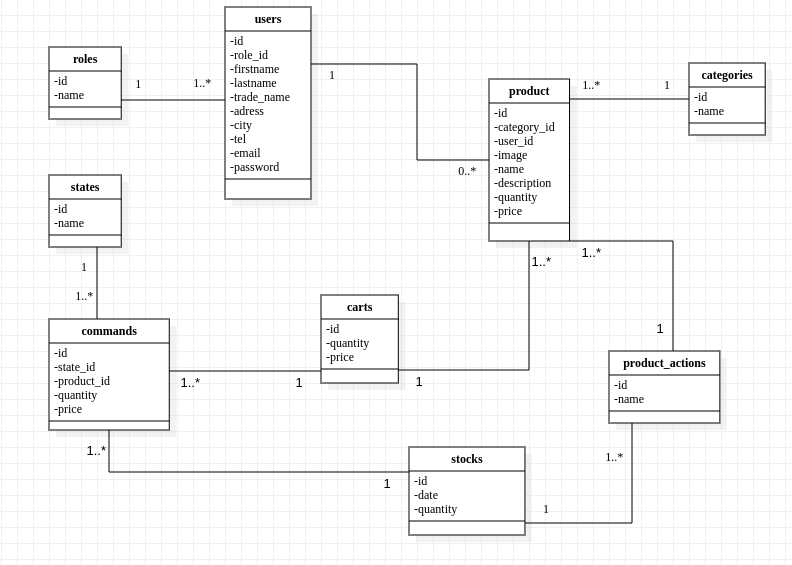 users
-id
-role_id
-firstname
-lastname
-trade_name
-adress
-city
-tel
-email
-password
roles
-id
-name
1
1..*
1
0..*
product
-id
-category_id
-user_id
-image
-name
-description
-quantity
-price
1..*
1
categories
-id
-name
states
-id
-name
1
1..*
1..*
1..*
1
commands
-id
-state_id
-product_id
-quantity
-price
carts
-id
-quantity
-price
1..*
1
1
product_actions
-id
-name
1..*
1
stocks
-id
-date
-quantity
1..*
1